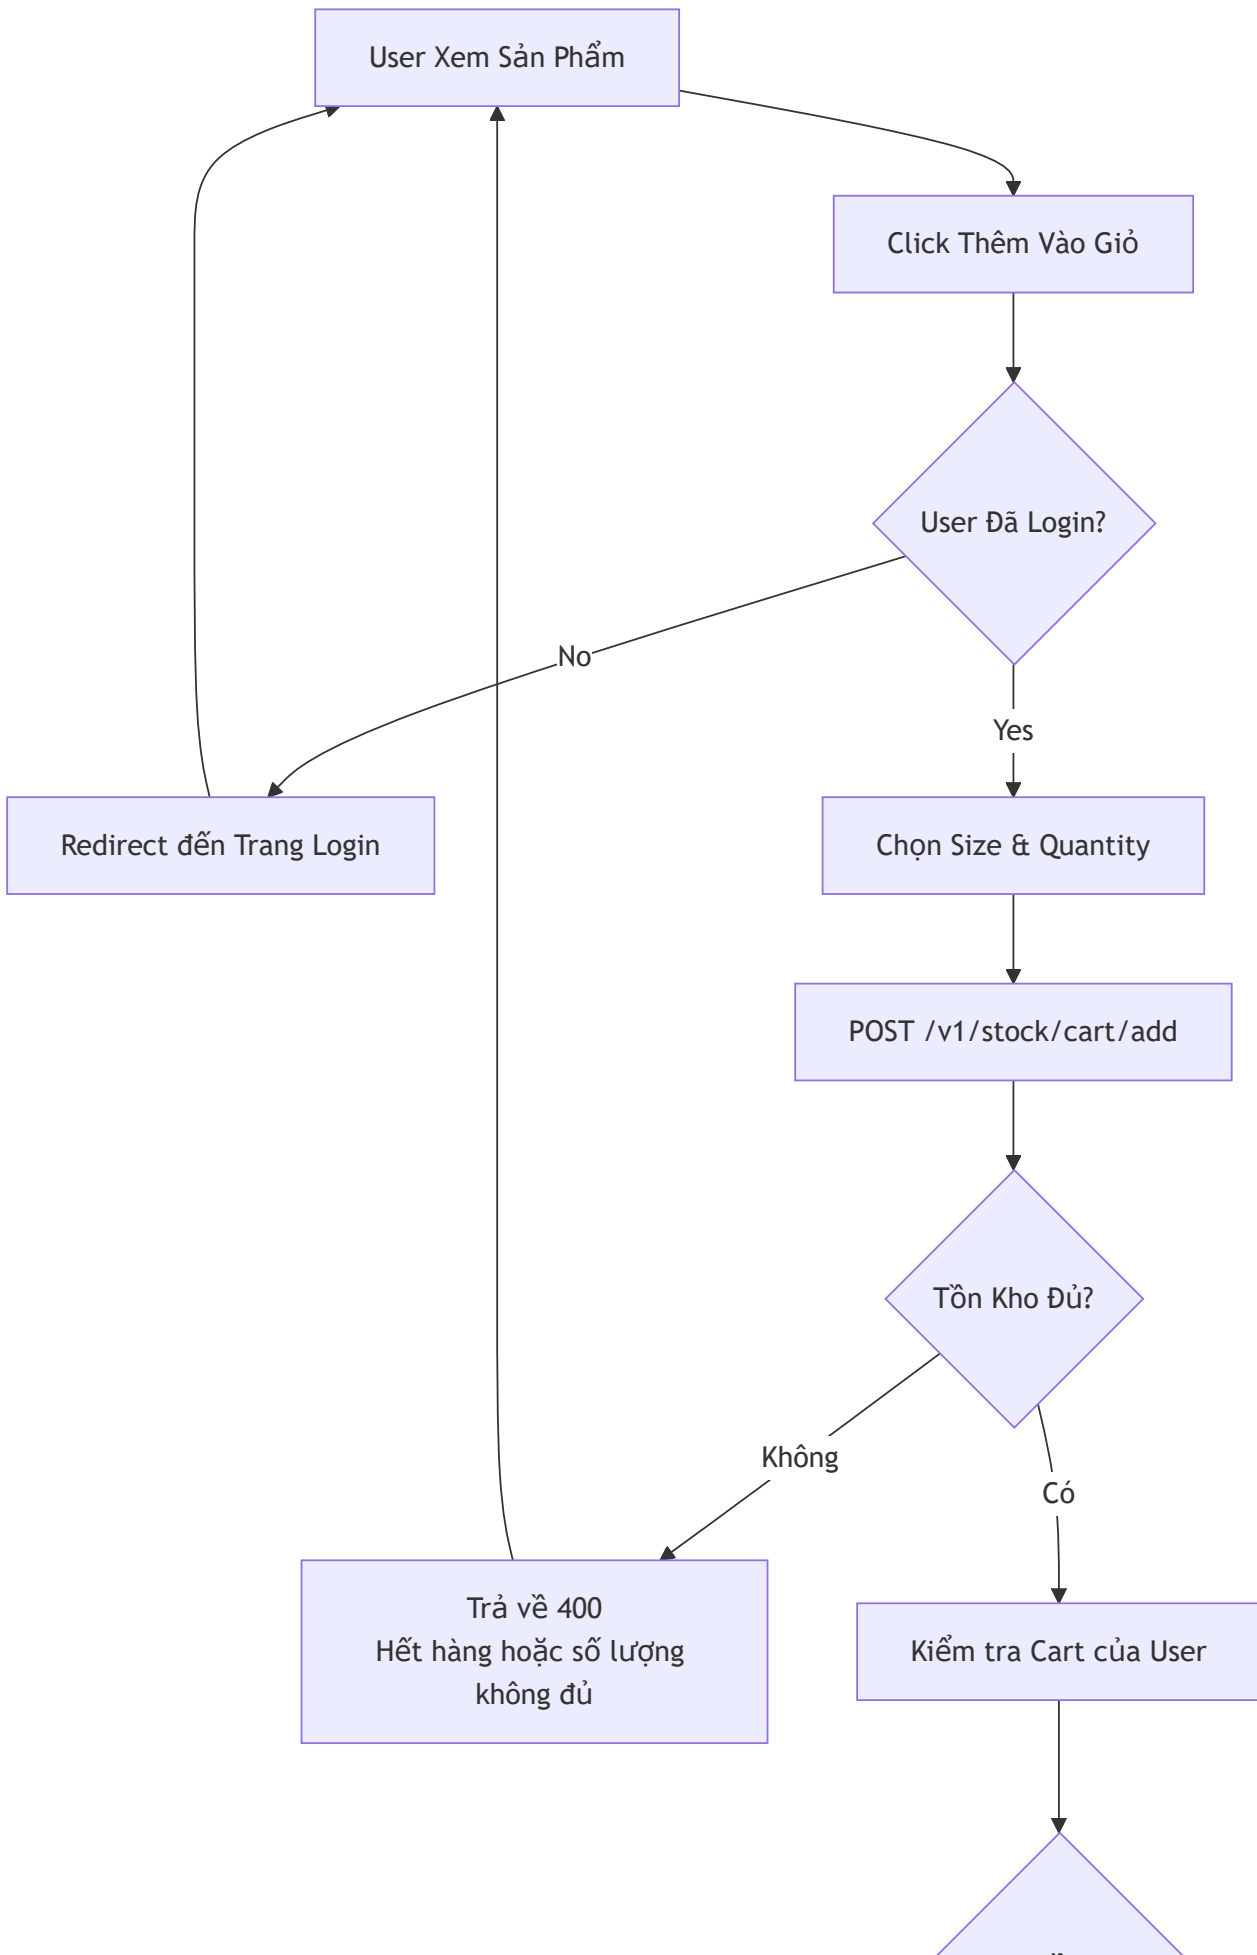 User Xem Sản Phẩm
Click Thêm Vào Giỏ
User Đã Login?
No
Yes
Redirect đến Trang Login
Chọn Size & Quantity
POST /v1/stock/cart/add
Tồn Kho Đủ?
Không
Có
Trả về 400
Hết hàng hoặc số lượng
không đủ
Kiểm tra Cart của User